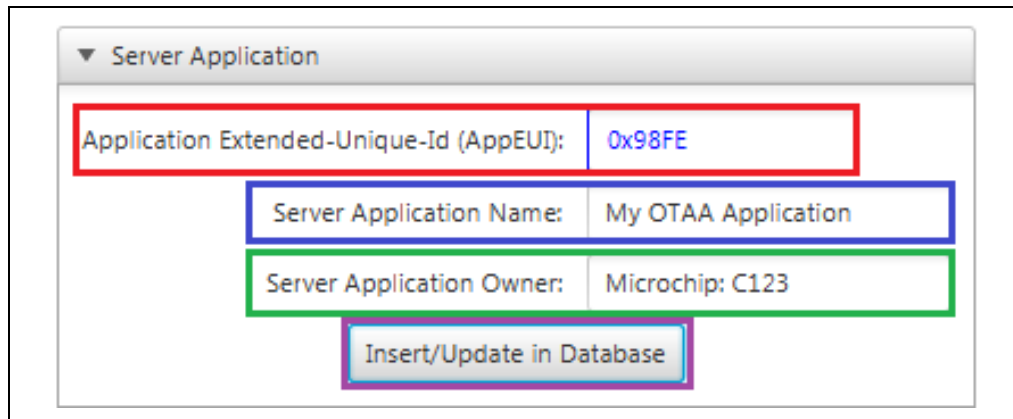 Server Application
Application Extended-Unique-Id (AppEUI): 0x98FE
Server Application Name: My OTAA Application
Server Application Owner: Microchip: C123
Insert/Update in Database